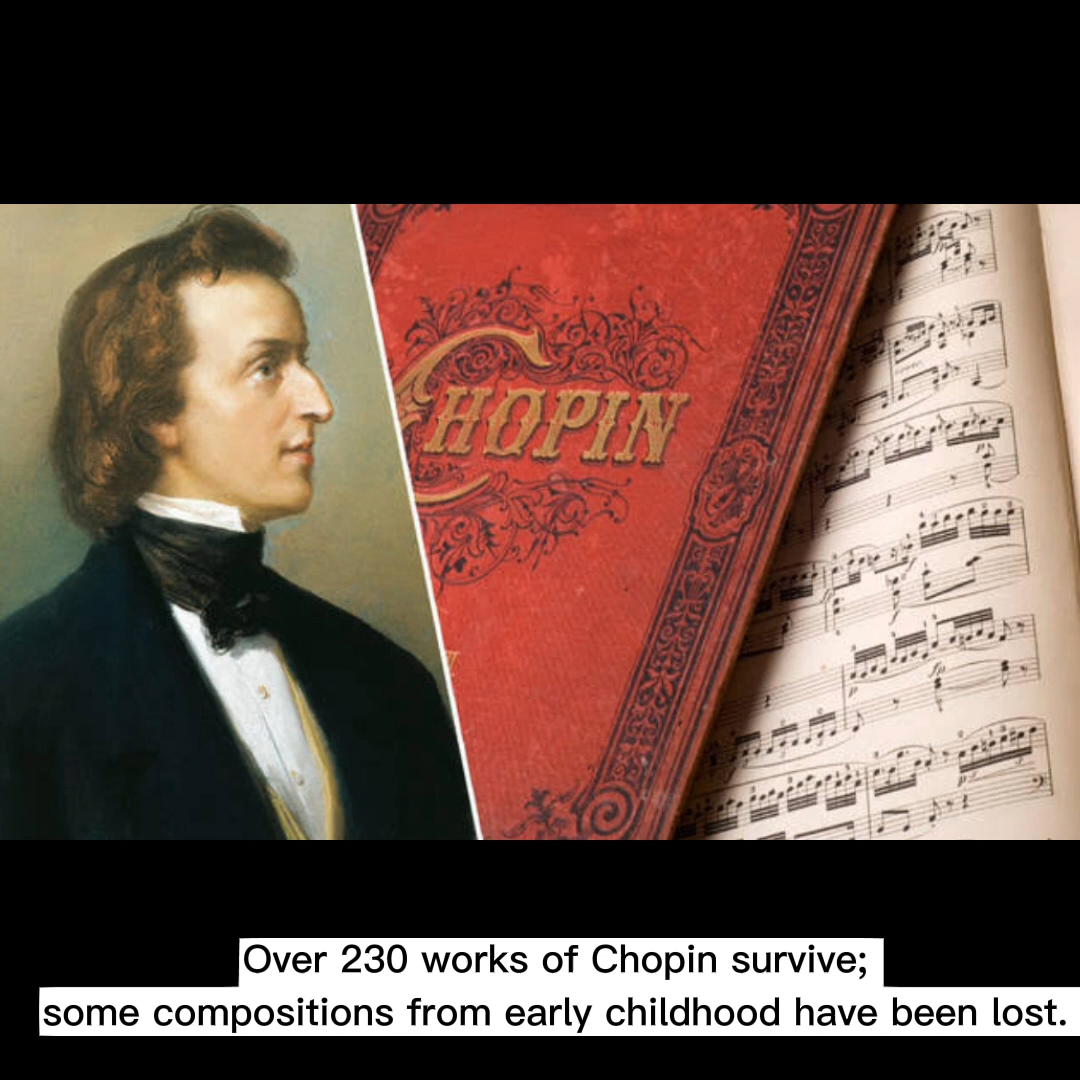 CHOPIN
Over 230 works of Chopin survive;
some compositions from early childhood have been lost.